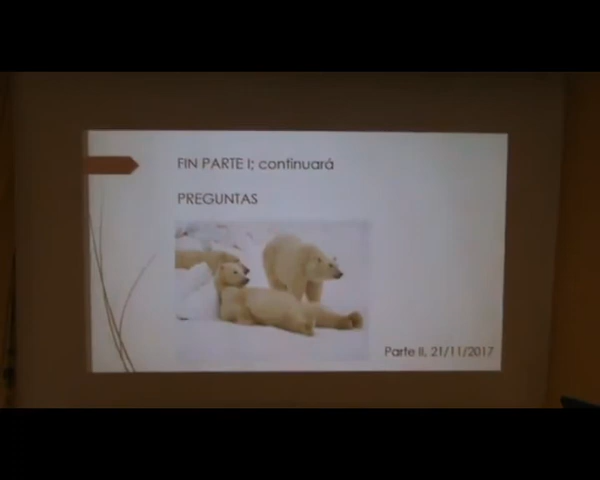 FIN PARTE I; continuará
PREGUNTAS
Parte II, 21/11/2017